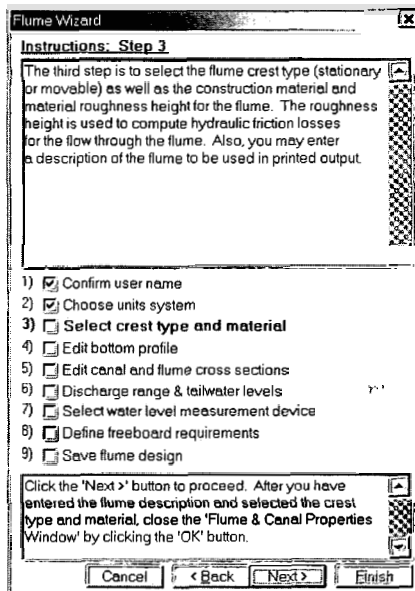 Flume Wizard
Instructions: Step 3
The third step is to select the flume crest type (stationary
or movable) as well as the construction material and
material roughness height for the flume. The roughness
height is used to compute hydraulic friction losses
for the flow through the flume. Also, you may enter
a description of the flume to be used in printed output.
1) Confirm user name
2) Choose units system
3) Select crest type and material
4) Edit bottom profile
5) Edit canal and flume cross sections
6) Discharge range & tailwater levels
7) Select water level measurement device
8) Define freeboard requirements
9) Save flume design
Click the 'Next >' button to proceed. After you have
entered the flume description and selected the crest
type and material, close the 'Flume & Canal Properties
Window' by clicking the 'OK' button.
Cancel < Back Next > Finish